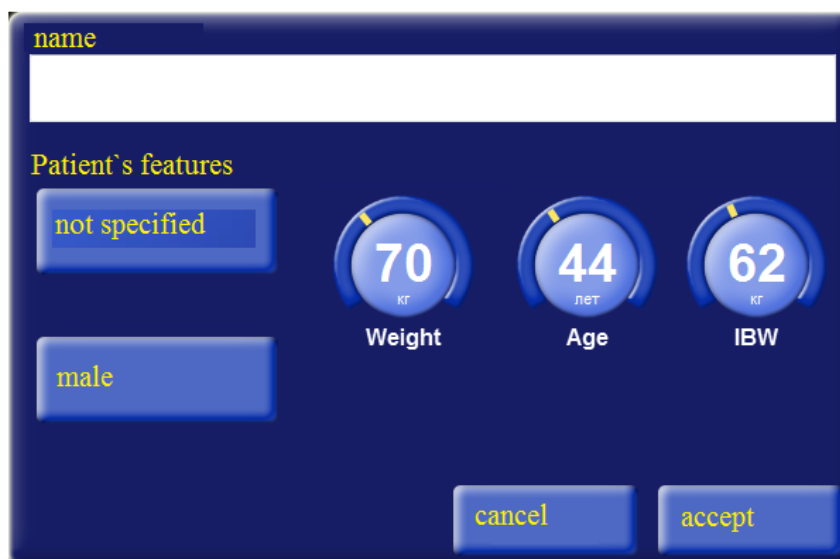 name
Patient`s features
not specified
70
кг
Weight
44
лет
Age
62
кг
IBW
male
cancel
accept